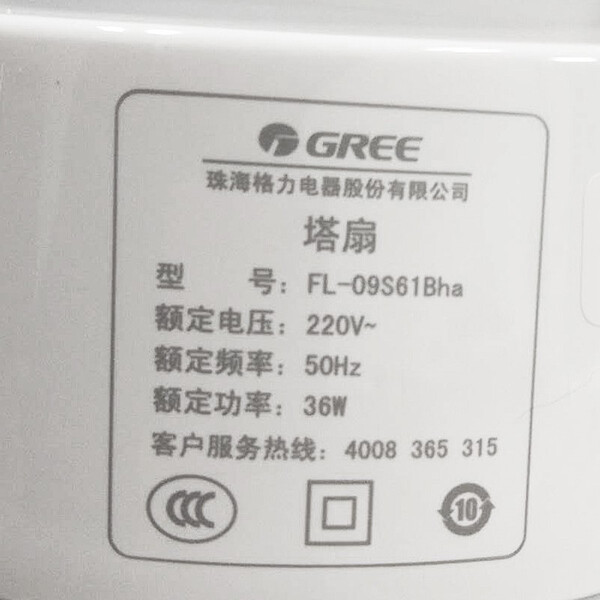 GREE
珠海格力电器股份有限公司
塔扇
型 号：FL-09S61Bha
额定电压：220V~
额定频率：50Hz
额定功率：36W
客户服务热线：4008 365 315
CCC 10